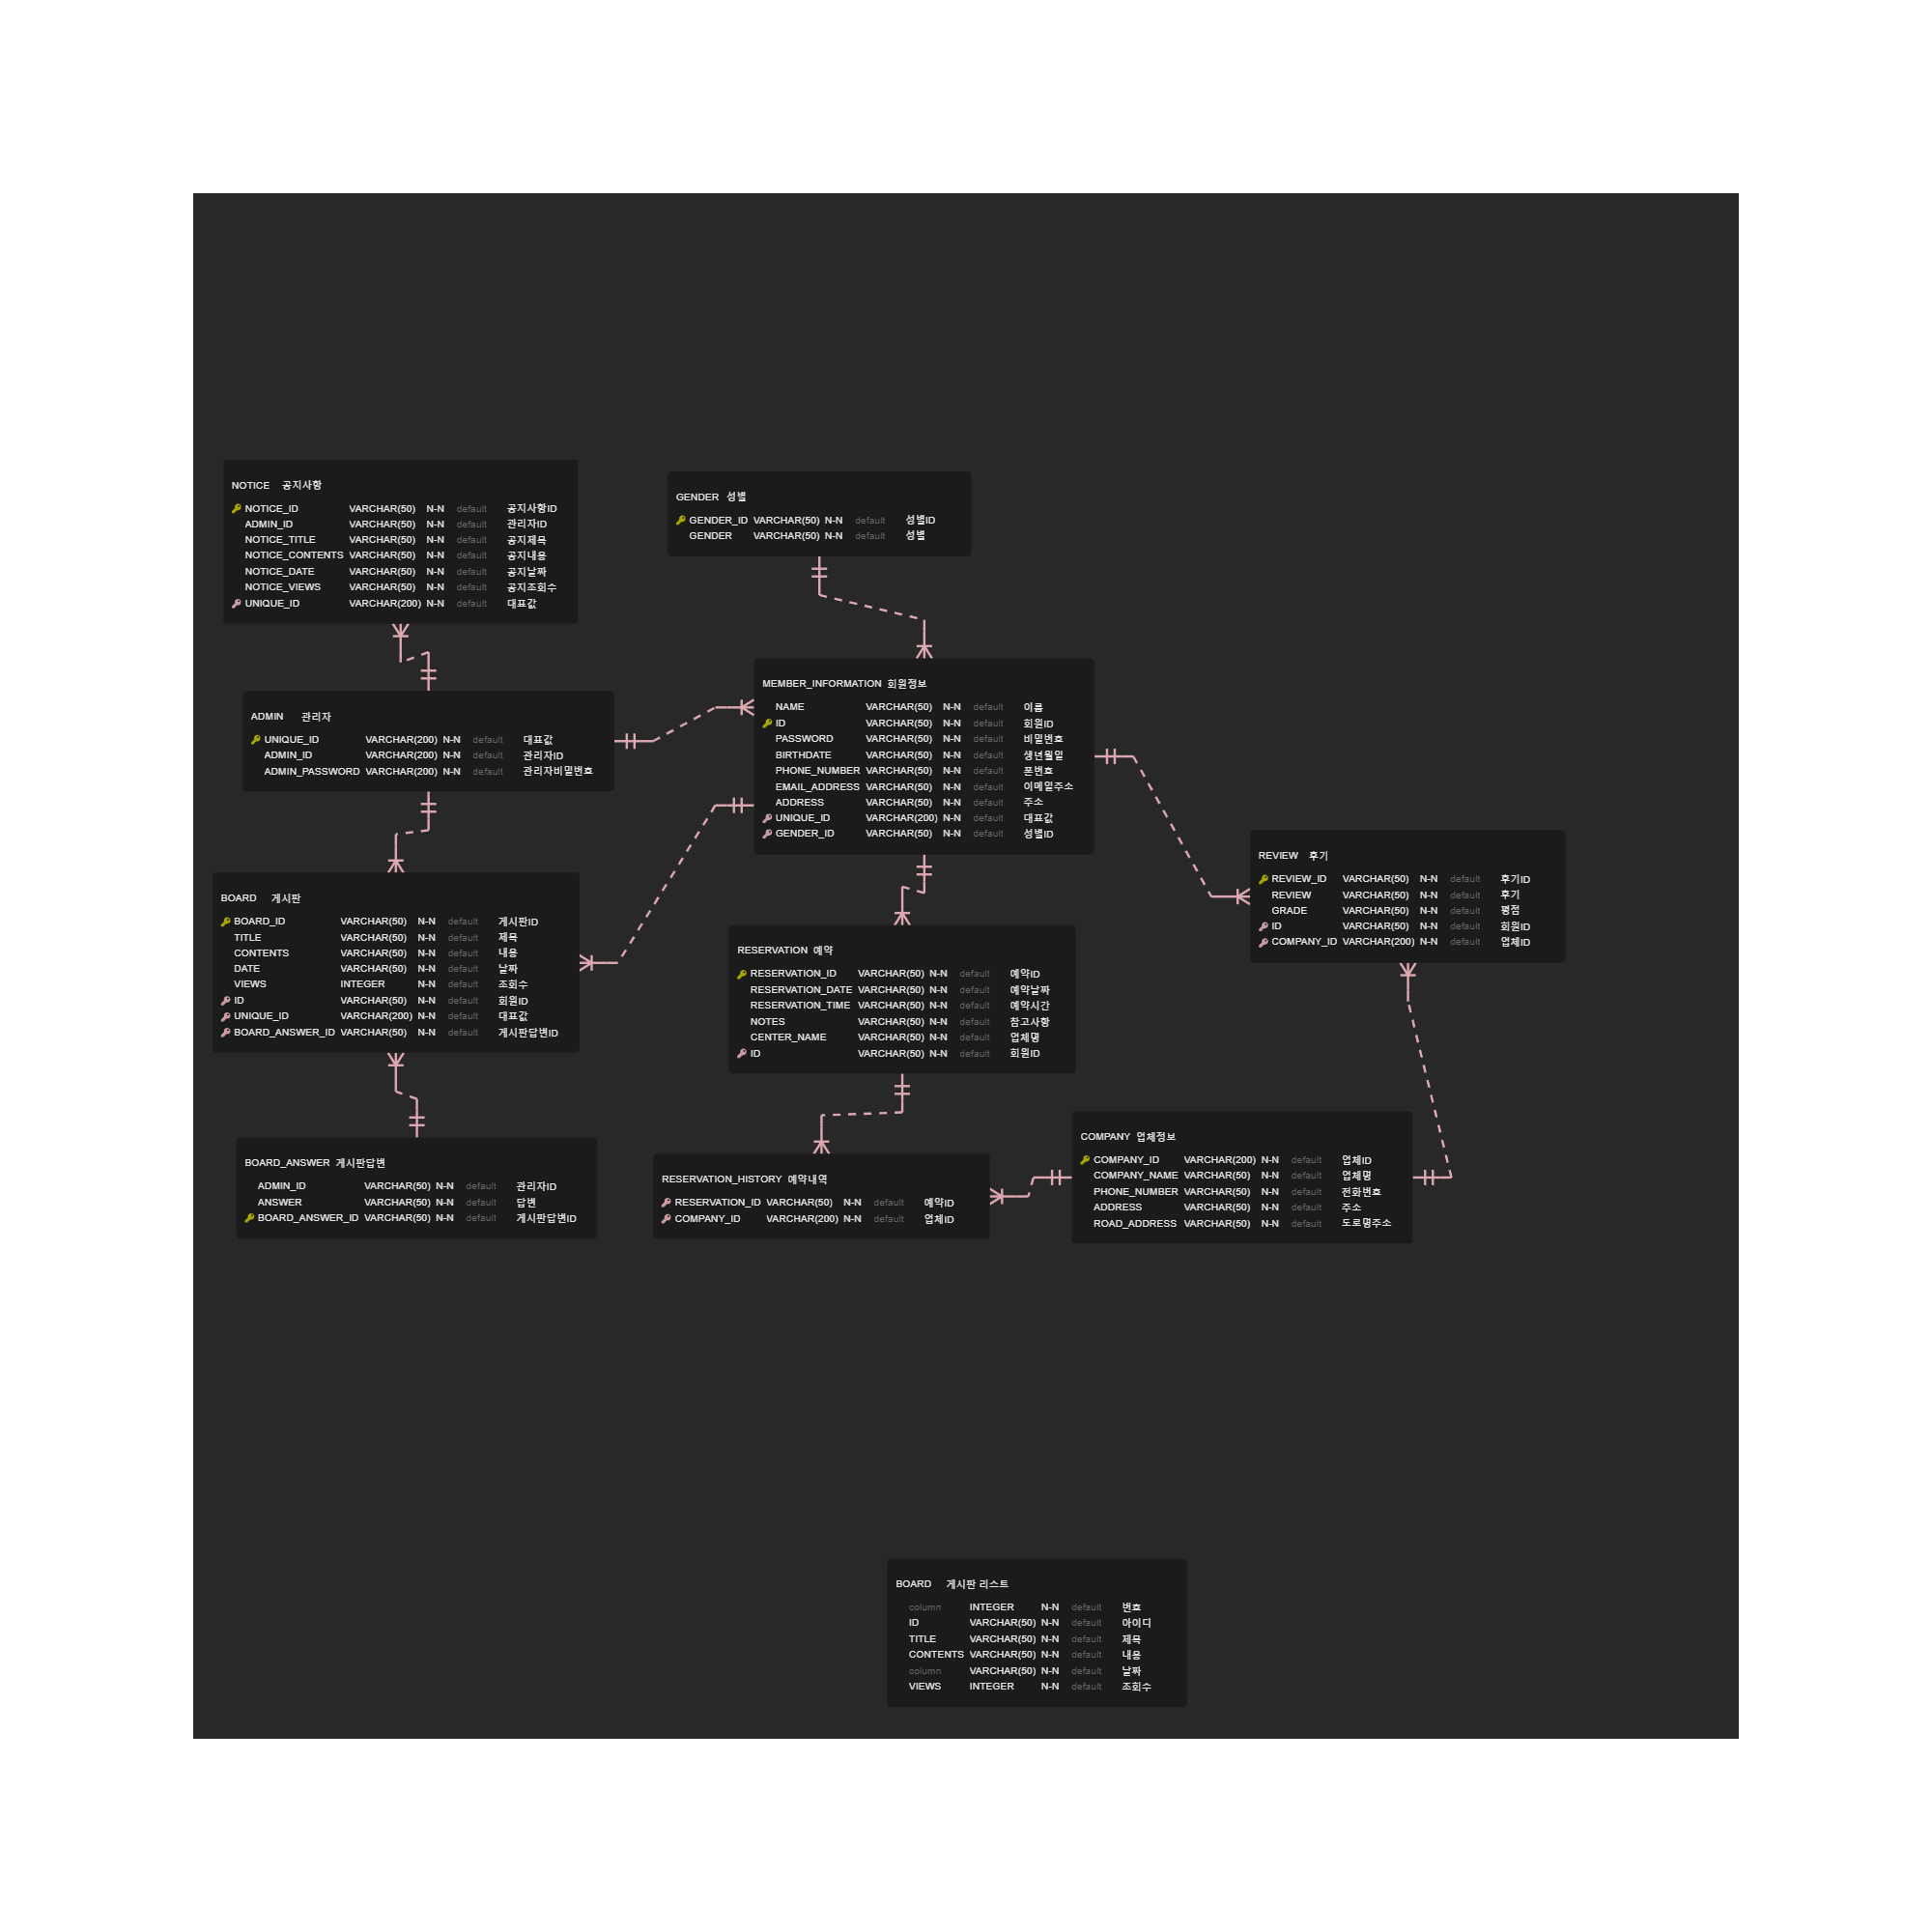 NOTICE 공지사항
NOTICE_ID VARCHAR(50) N-N default 공지사항ID
ADMIN_ID VARCHAR(50) N-N default 관리자ID
NOTICE_TITLE VARCHAR(50) N-N default 공지제목
NOTICE_CONTENTS VARCHAR(50) N-N default 공지내용
NOTICE_DATE VARCHAR(50) N-N default 공지날짜
NOTICE_VIEWS VARCHAR(50) N-N default 공지조회수
UNIQUE_ID VARCHAR(200) N-N default 대표값
GENDER 성별
GENDER_ID VARCHAR(50) N-N default 성별ID
GENDER VARCHAR(50) N-N default 성별
ADMIN 관리자
UNIQUE_ID VARCHAR(200) N-N default 대표값
ADMIN_ID VARCHAR(200) N-N default 관리자ID
ADMIN_PASSWORD VARCHAR(200) N-N default 관리자비밀번호
MEMBER_INFORMATION 회원정보
NAME VARCHAR(50) N-N default 이름
ID VARCHAR(50) N-N default 회원ID
PASSWORD VARCHAR(50) N-N default 비밀번호
BIRTHDATE VARCHAR(50) N-N default 생년월일
PHONE_NUMBER VARCHAR(50) N-N default 폰번호
EMAIL_ADDRESS VARCHAR(50) N-N default 이메일주소
ADDRESS VARCHAR(50) N-N default 주소
UNIQUE_ID VARCHAR(200) N-N default 대표값
GENDER_ID VARCHAR(50) N-N default 성별ID
REVIEW 후기
REVIEW_ID VARCHAR(50) N-N default 후기ID
REVIEW VARCHAR(50) N-N default 후기
GRADE VARCHAR(50) N-N default 평점
ID VARCHAR(50) N-N default 회원ID
COMPANY_ID VARCHAR(200) N-N default 업체ID
BOARD 게시판
BOARD_ID VARCHAR(50) N-N default 게시판ID
TITLE VARCHAR(50) N-N default 제목
CONTENTS VARCHAR(50) N-N default 내용
DATE VARCHAR(50) N-N default 날짜
VIEWS INTEGER N-N default 조회수
ID VARCHAR(50) N-N default 회원ID
UNIQUE_ID VARCHAR(200) N-N default 대표값
BOARD_ANSWER_ID VARCHAR(50) N-N default 게시판답변ID
RESERVATION 예약
RESERVATION_ID VARCHAR(50) N-N default 예약ID
RESERVATION_DATE VARCHAR(50) N-N default 예약날짜
RESERVATION_TIME VARCHAR(50) N-N default 예약시간
NOTES VARCHAR(50) N-N default 참고사항
CENTER_NAME VARCHAR(50) N-N default 업체명
ID VARCHAR(50) N-N default 회원ID
BOARD_ANSWER 게시판답변
ADMIN_ID VARCHAR(50) N-N default 관리자ID
ANSWER VARCHAR(50) N-N default 답변
BOARD_ANSWER_ID VARCHAR(50) N-N default 게시판답변ID
RESERVATION_HISTORY 예약내역
RESERVATION_ID VARCHAR(50) N-N default 예약ID
COMPANY_ID VARCHAR(200) N-N default 업체ID
COMPANY 업체정보
COMPANY_ID VARCHAR(200) N-N default 업체ID
COMPANY_NAME VARCHAR(50) N-N default 업체명
PHONE_NUMBER VARCHAR(50) N-N default 전화번호
ADDRESS VARCHAR(50) N-N default 주소
ROAD_ADDRESS VARCHAR(50) N-N default 도로명주소
BOARD 게시판 리스트
column INTEGER N-N default 번호
ID VARCHAR(50) N-N default 아이디
TITLE VARCHAR(50) N-N default 제목
CONTENTS VARCHAR(50) N-N default 내용
column VARCHAR(50) N-N default 날짜
VIEWS INTEGER N-N default 조회수